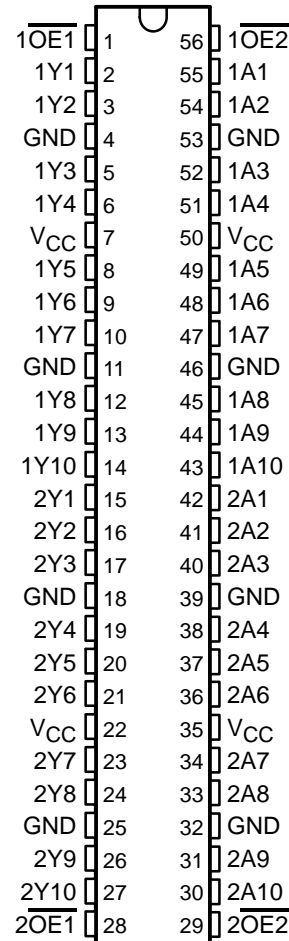 1OE1 1 56 1OE2
1Y1 2 55 1A1
1Y2 3 54 1A2
GND 4 53 GND
1Y3 5 52 1A3
1Y4 6 51 1A4
VCC 7 50 VCC
1Y5 8 49 1A5
1Y6 9 48 1A6
1Y7 10 47 1A7
GND 11 46 GND
1Y8 12 45 1A8
1Y9 13 44 1A9
1Y10 14 43 1A10
2Y1 15 42 2A1
2Y2 16 41 2A2
2Y3 17 40 2A3
GND 18 39 GND
2Y4 19 38 2A4
2Y5 20 37 2A5
2Y6 21 36 2A6
VCC 22 35 VCC
2Y7 23 34 2A7
2Y8 24 33 2A8
GND 25 32 GND
2Y9 26 31 2A9
2Y10 27 30 2A10
2OE1 28 29 2OE2